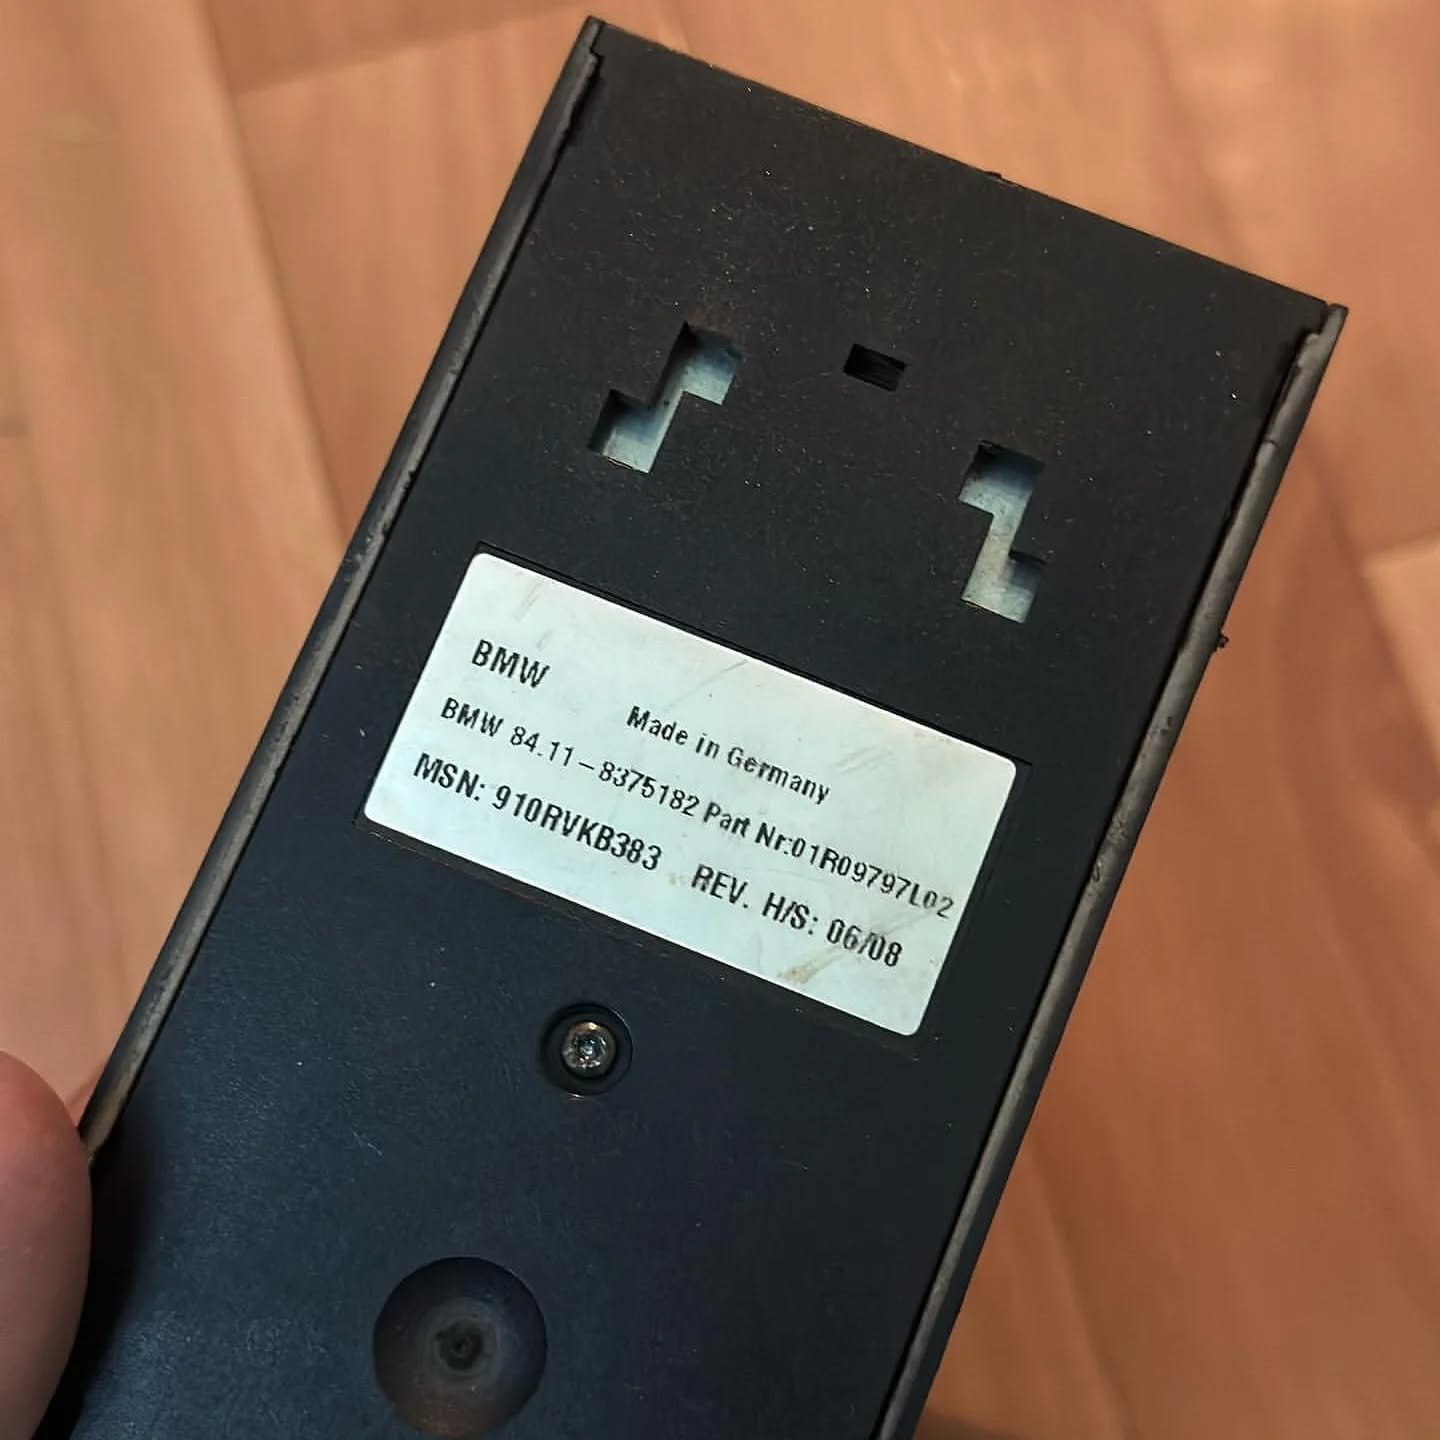 BMW
Made in Germany
BMW 84.11-8375182 Part Nr:01R09797L02
MSN: 910RVKB383 REV. H/S: 06/08